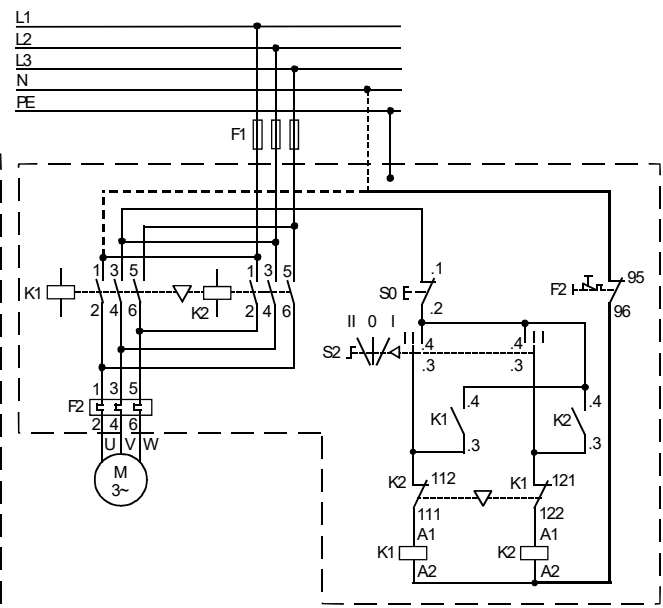 L1
L2
L3
N
PE
F1
1 3 5
1 3 5
K1
K2
2 4 6
2 4 6
.1
S0
.2
F2
95
96
II 0 I
S2
II
.4
.3
.4
II
.3
K1
.4
.3
K2
.4
.3
1 3 5
F2
2 4 6
U V W
M
3~
K2
112
111
K1
121
122
A1
K1
A2
A1
K2
A2